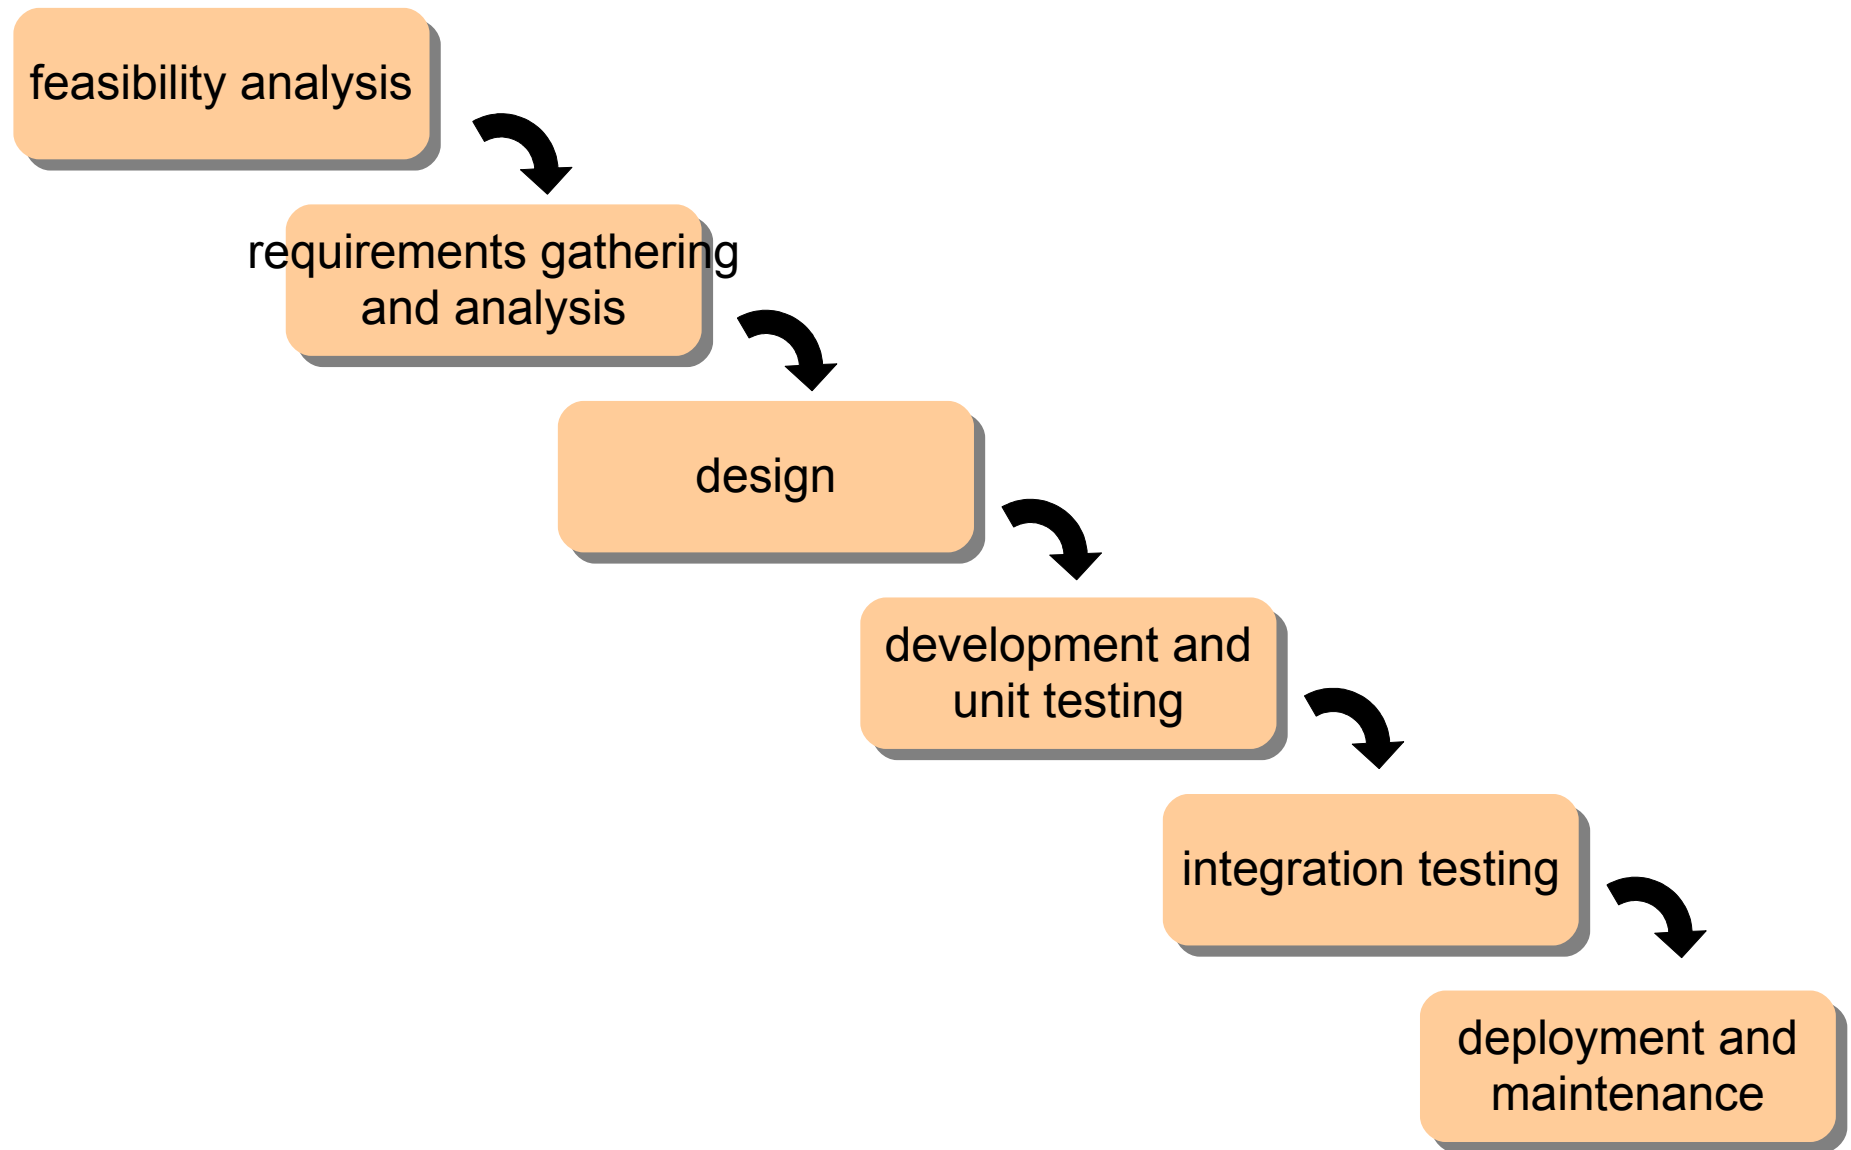 feasibility analysis
requirements gathering
and analysis
design
development and
unit testing
integration testing
deployment and
maintenance